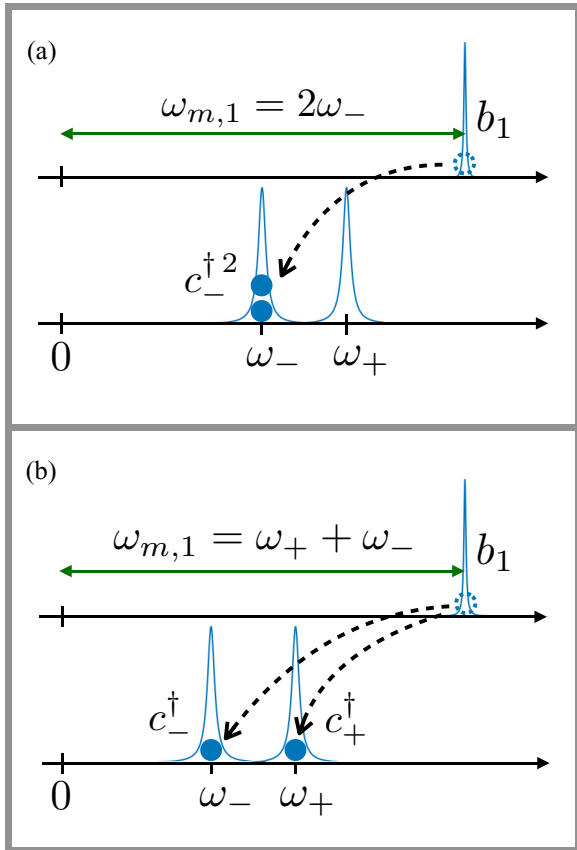 (a)
ω_{m,1} = 2ω_−
b_1
c_−^{† 2}
0
ω_−
ω_+
(b)
ω_{m,1} = ω_+ + ω_−
b_1
c_−^†
c_+^†
0
ω_−
ω_+